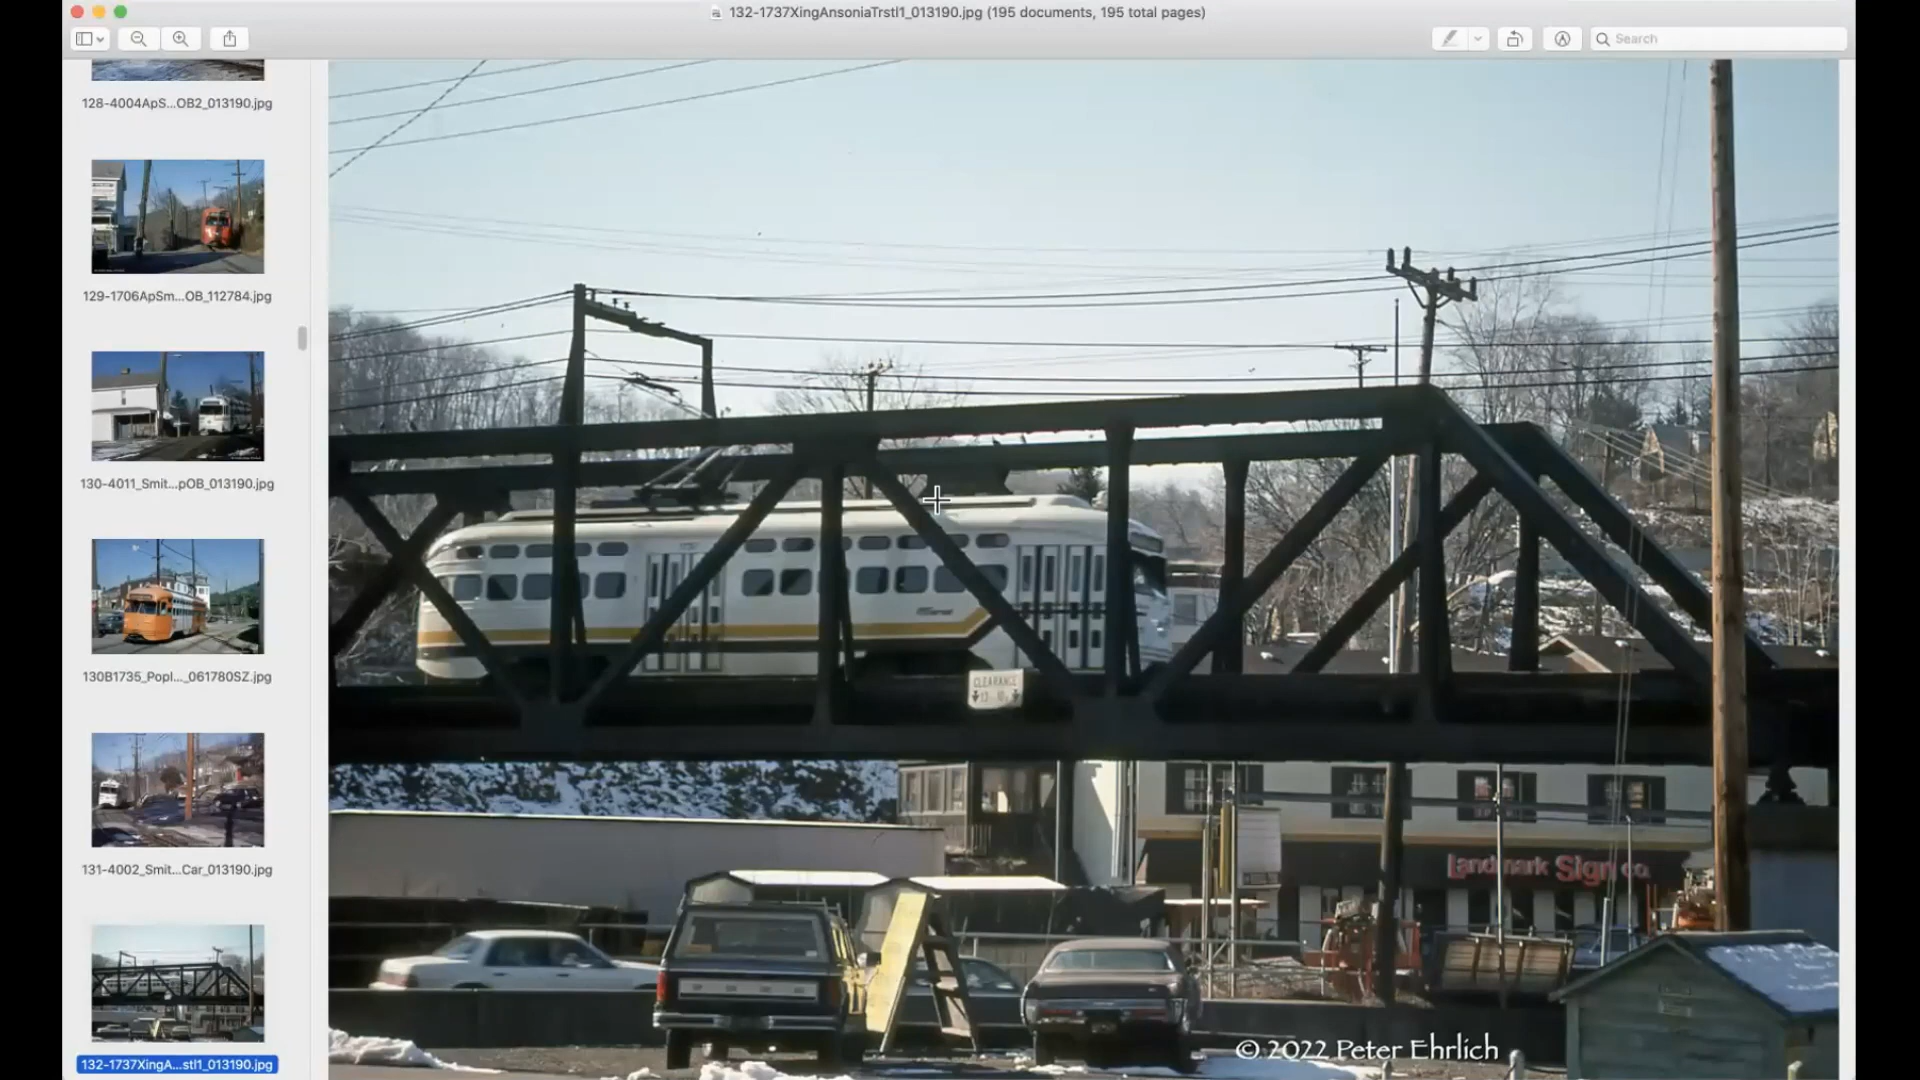 132-1737XingAnsoniaTrstl1_013190.jpg (195 documents, 195 total pages)
Search
128-4004ApS...OB2_013190.jpg
129-1706ApSm...OB_112784.jpg
130-4011_Smit...pOB_013190.jpg
130B1735_Popl..._061780SZ.jpg
131-4002_Smit...Car_013190.jpg
132-1737XingA...stl1_013190.jpg
CLEARANCE
Landmark Sign co
© 2022 Peter Ehrlich